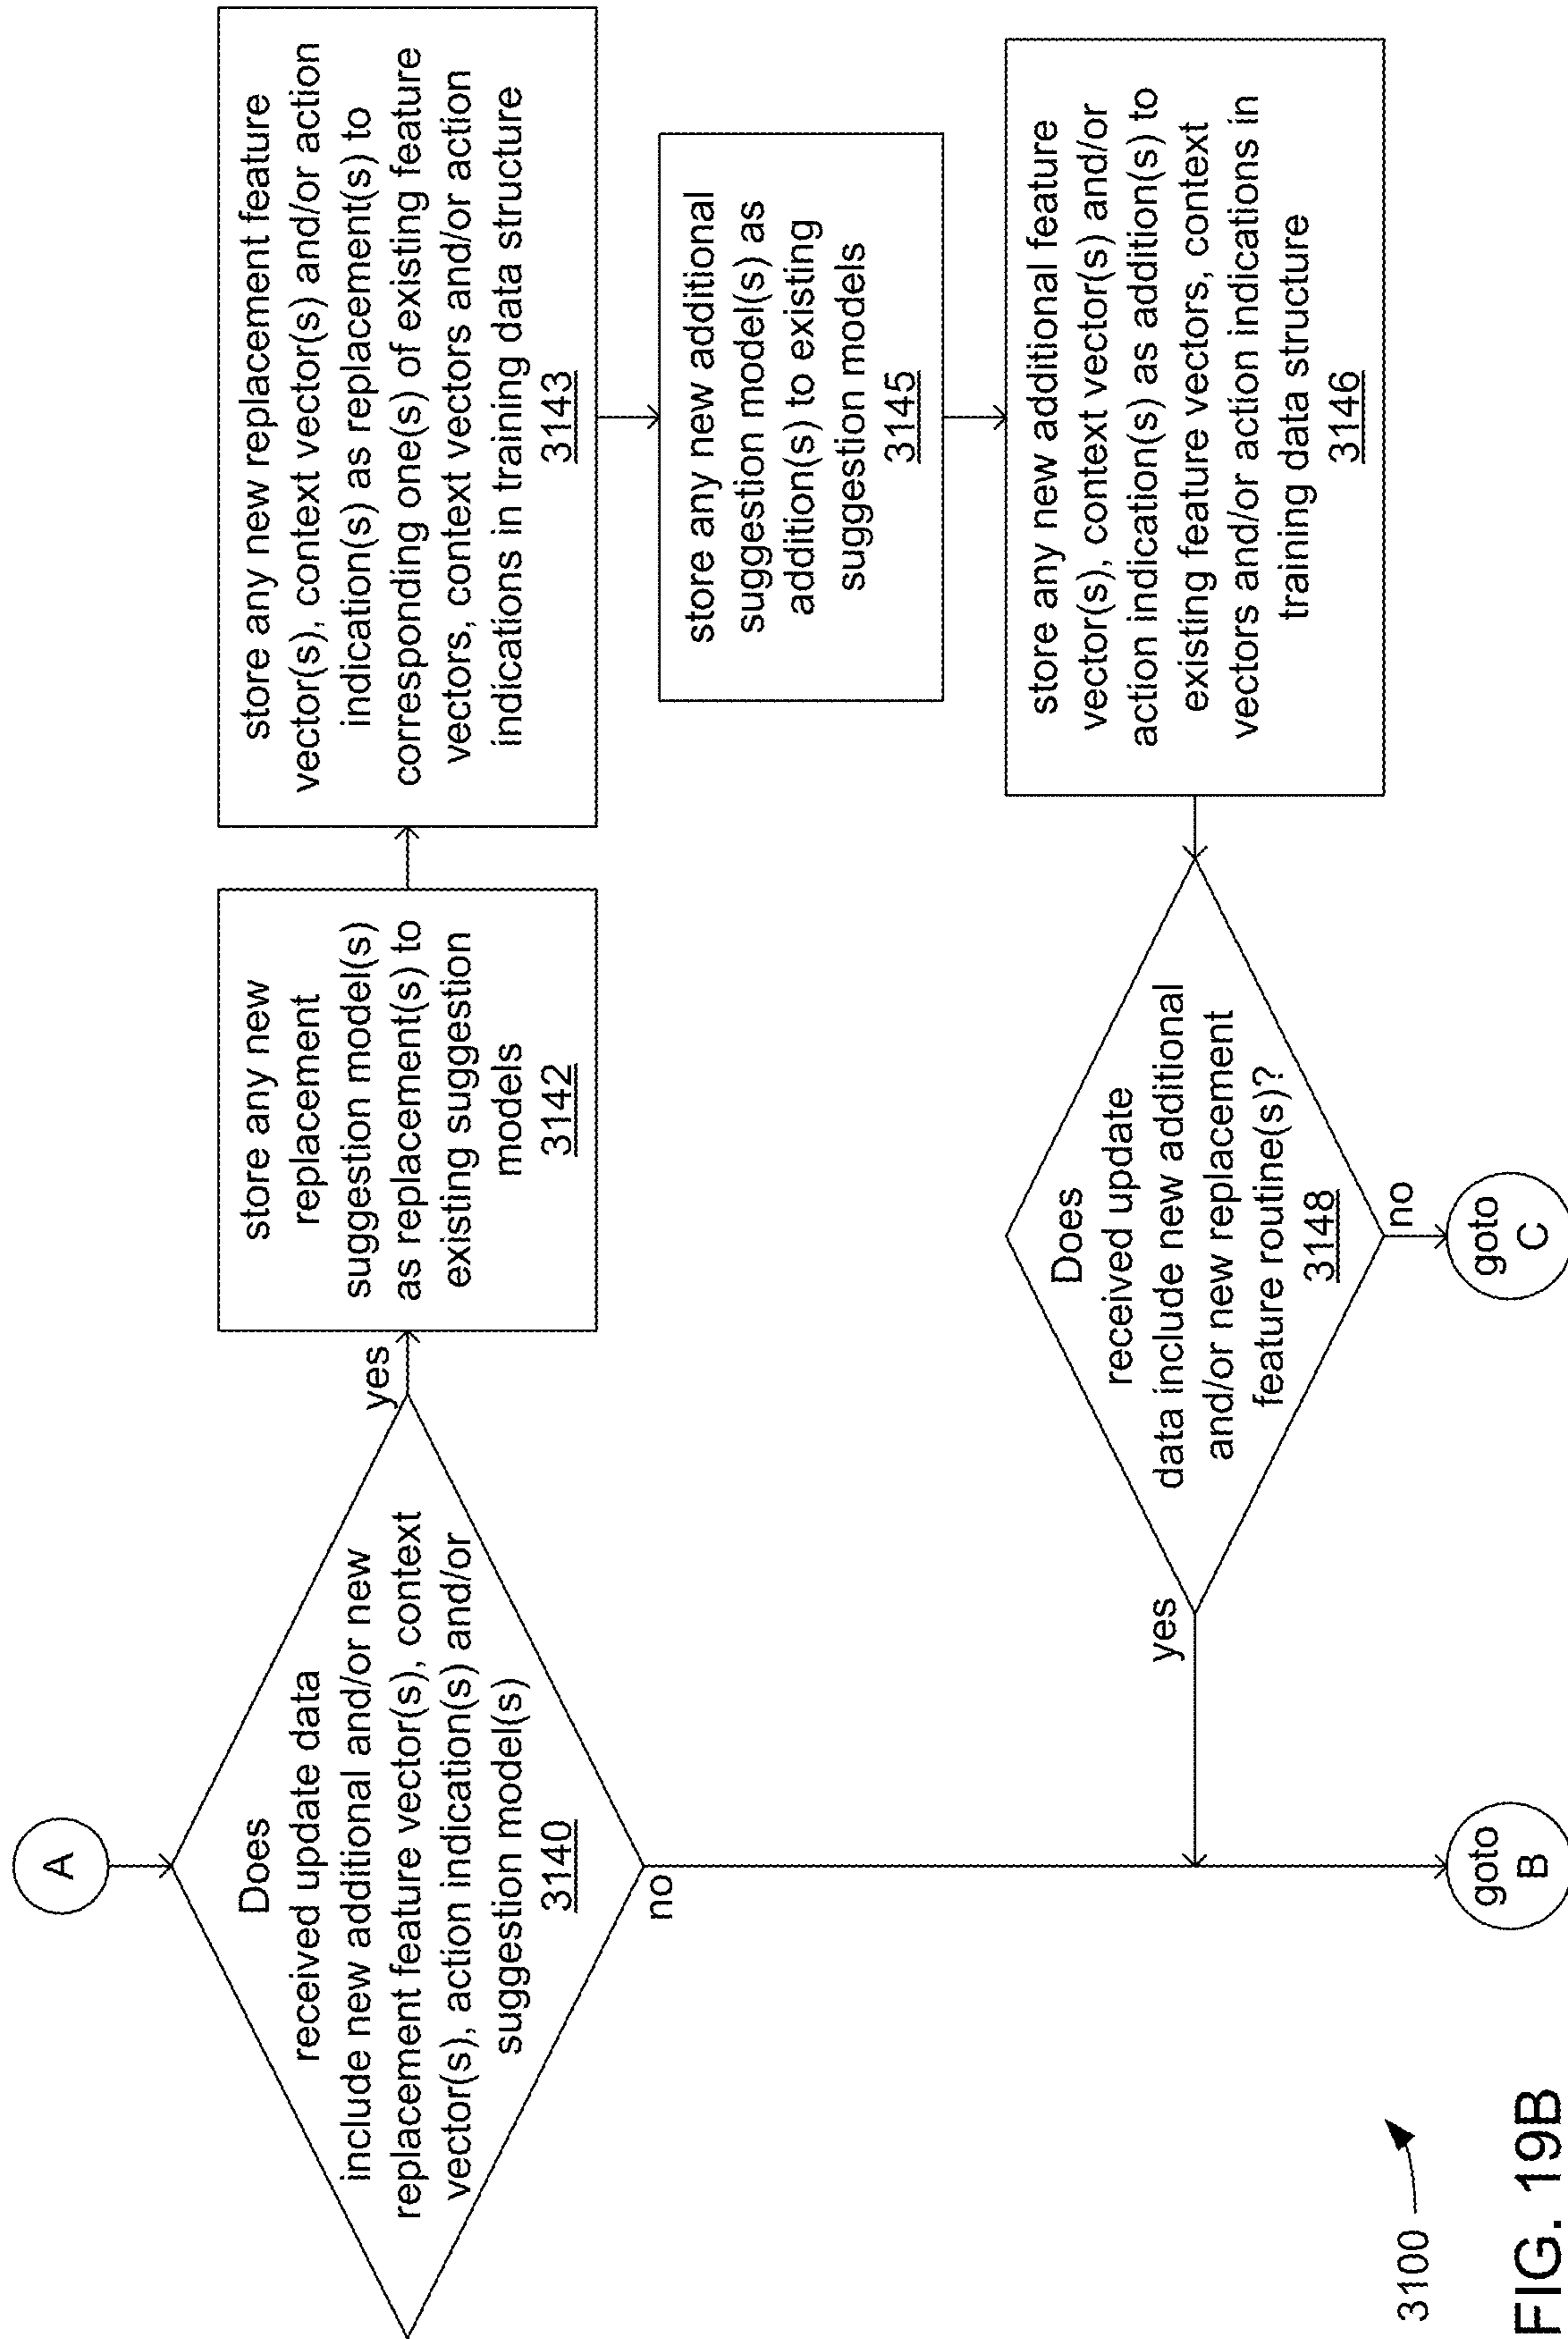 A
Does
received update data
include new additional and/or new
replacement feature vector(s), context
vector(s), action indication(s) and/or
suggestion model(s)
3140
yes
no
store any new
replacement
suggestion model(s)
as replacement(s) to
existing suggestion
models
3142
store any new replacement feature
vector(s), context vector(s) and/or action
indication(s) as replacement(s) to
corresponding one(s) of existing feature
vectors, context vectors and/or action
indications in training data structure
3143
store any new additional
suggestion model(s) as
addition(s) to existing
suggestion models
3145
store any new additional feature
vector(s), context vector(s) and/or
action indication(s) as addition(s) to
existing feature vectors, context
vectors and/or action indications in
training data structure
3146
Does
received update
data include new additional
and/or new replacement
feature routine(s)?
3148
yes
no
goto
B
goto
C
3100
FIG. 19B